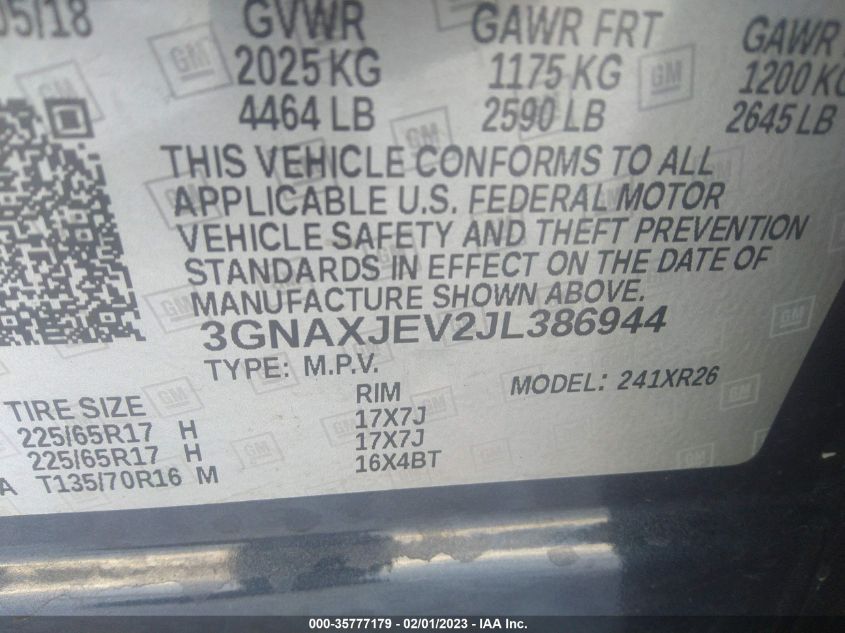 05/18 GVWR GAWR FRT GAWR
2025 KG 1175 KG 1200 KG
4464 LB 2590 LB 2645 LB
THIS VEHICLE CONFORMS TO ALL
APPLICABLE U.S. FEDERAL MOTOR
VEHICLE SAFETY AND THEFT PREVENTION
STANDARDS IN EFFECT ON THE DATE OF
MANUFACTURE SHOWN ABOVE.
3GNAXJEV2JL386944
TYPE: M.P.V. MODEL: 241XR26
TIRE SIZE RIM
225/65R17 H 17X7J
225/65R17 H 17X7J
T135/70R16 M 16X4BT
GM
000-35777179 - 02/01/2023 - IAA Inc.